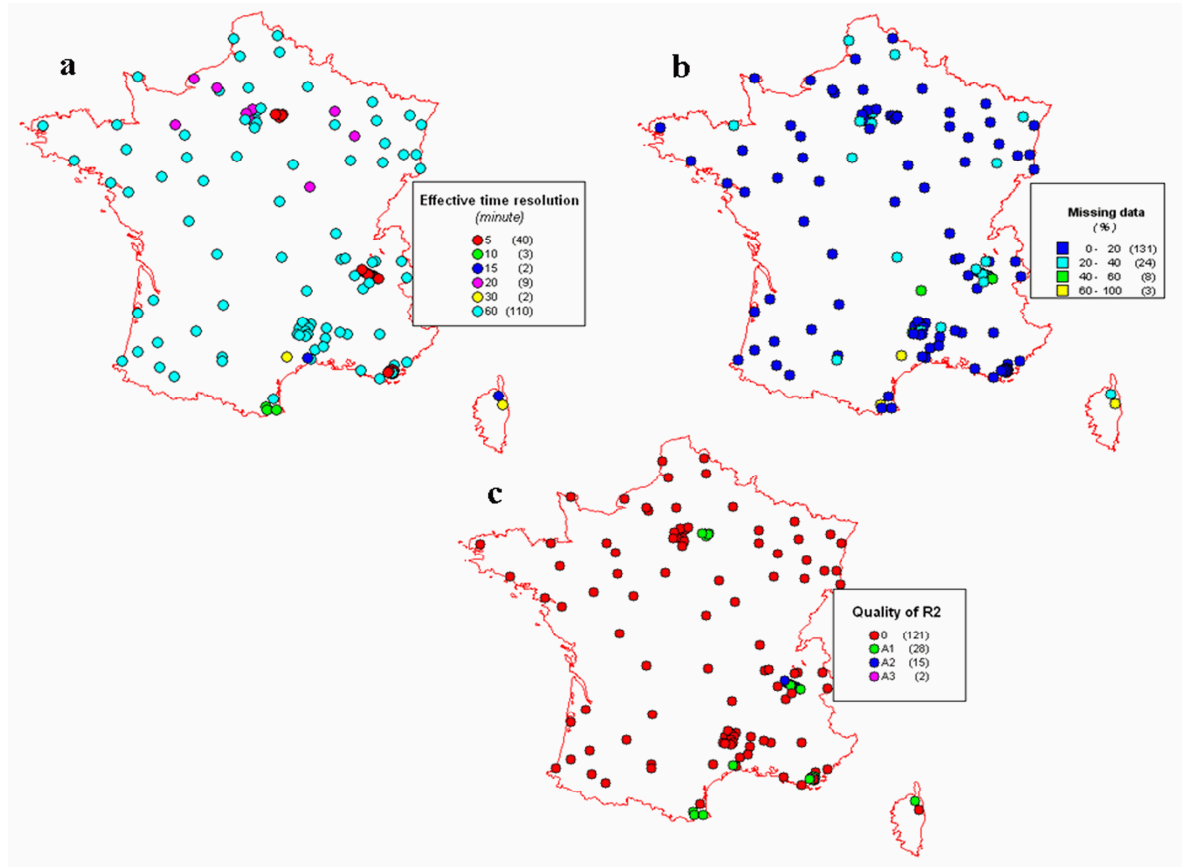 a
Effective time resolution
(minute)
5 (40)
10 (3)
15 (2)
20 (9)
30 (2)
60 (110)
b
Missing data
(%)
0 - 20 (131)
20 - 40 (24)
40 - 60 (8)
60 - 100 (3)
c
Quality of R2
0 (121)
A1 (28)
A2 (15)
A3 (2)